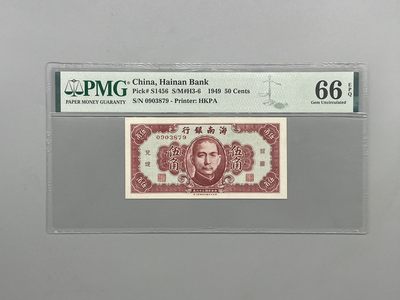 PMG
PAPER MONEY GUARANTY
China, Hainan Bank
Pick# S1456 S/M#H3-6 1949 50 Cents
S/N 0903879 - Printer: HKPA
66 EPQ
Gem Uncirculated
行銀南海
0903879
伍角
伍角